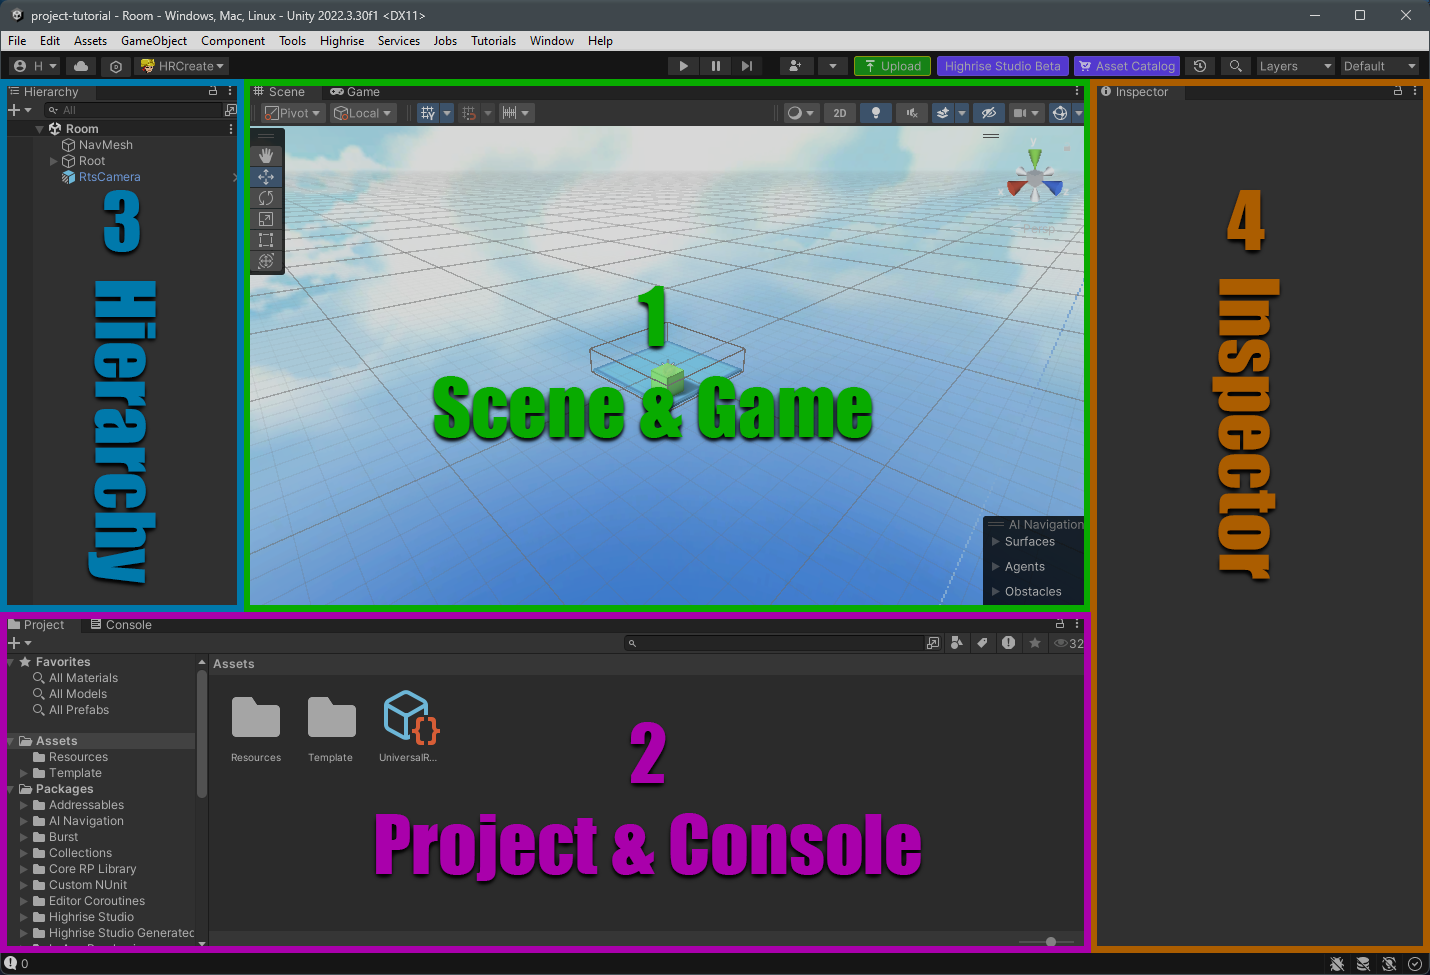 project-tutorial - Room - Windows, Mac, Linux - Unity 2022.3.30f1 <DX11>
File Edit Assets GameObject Component Tools Highrise Services Jobs Tutorials Window Help
H HRCreate Upload Highrise Studio Beta Asset Catalog Layers Default
Hierarchy
All
Room
NavMesh
Root
RtsCamera
3
Hierarchy
Scene Game
Pivot Local 2D
y
x z
Persp
1
Scene & Game
AI Navigation
Surfaces
Agents
Obstacles
Inspector
4
Inspector
Project Console
32
Favorites
All Materials
All Models
All Prefabs
Assets
Resources
Template
Packages
Addressables
AI Navigation
Burst
Collections
Core RP Library
Custom NUnit
Editor Coroutines
Highrise Studio
Highrise Studio Generated
Assets
Resources Template UniversalR...
2
Project & Console
0